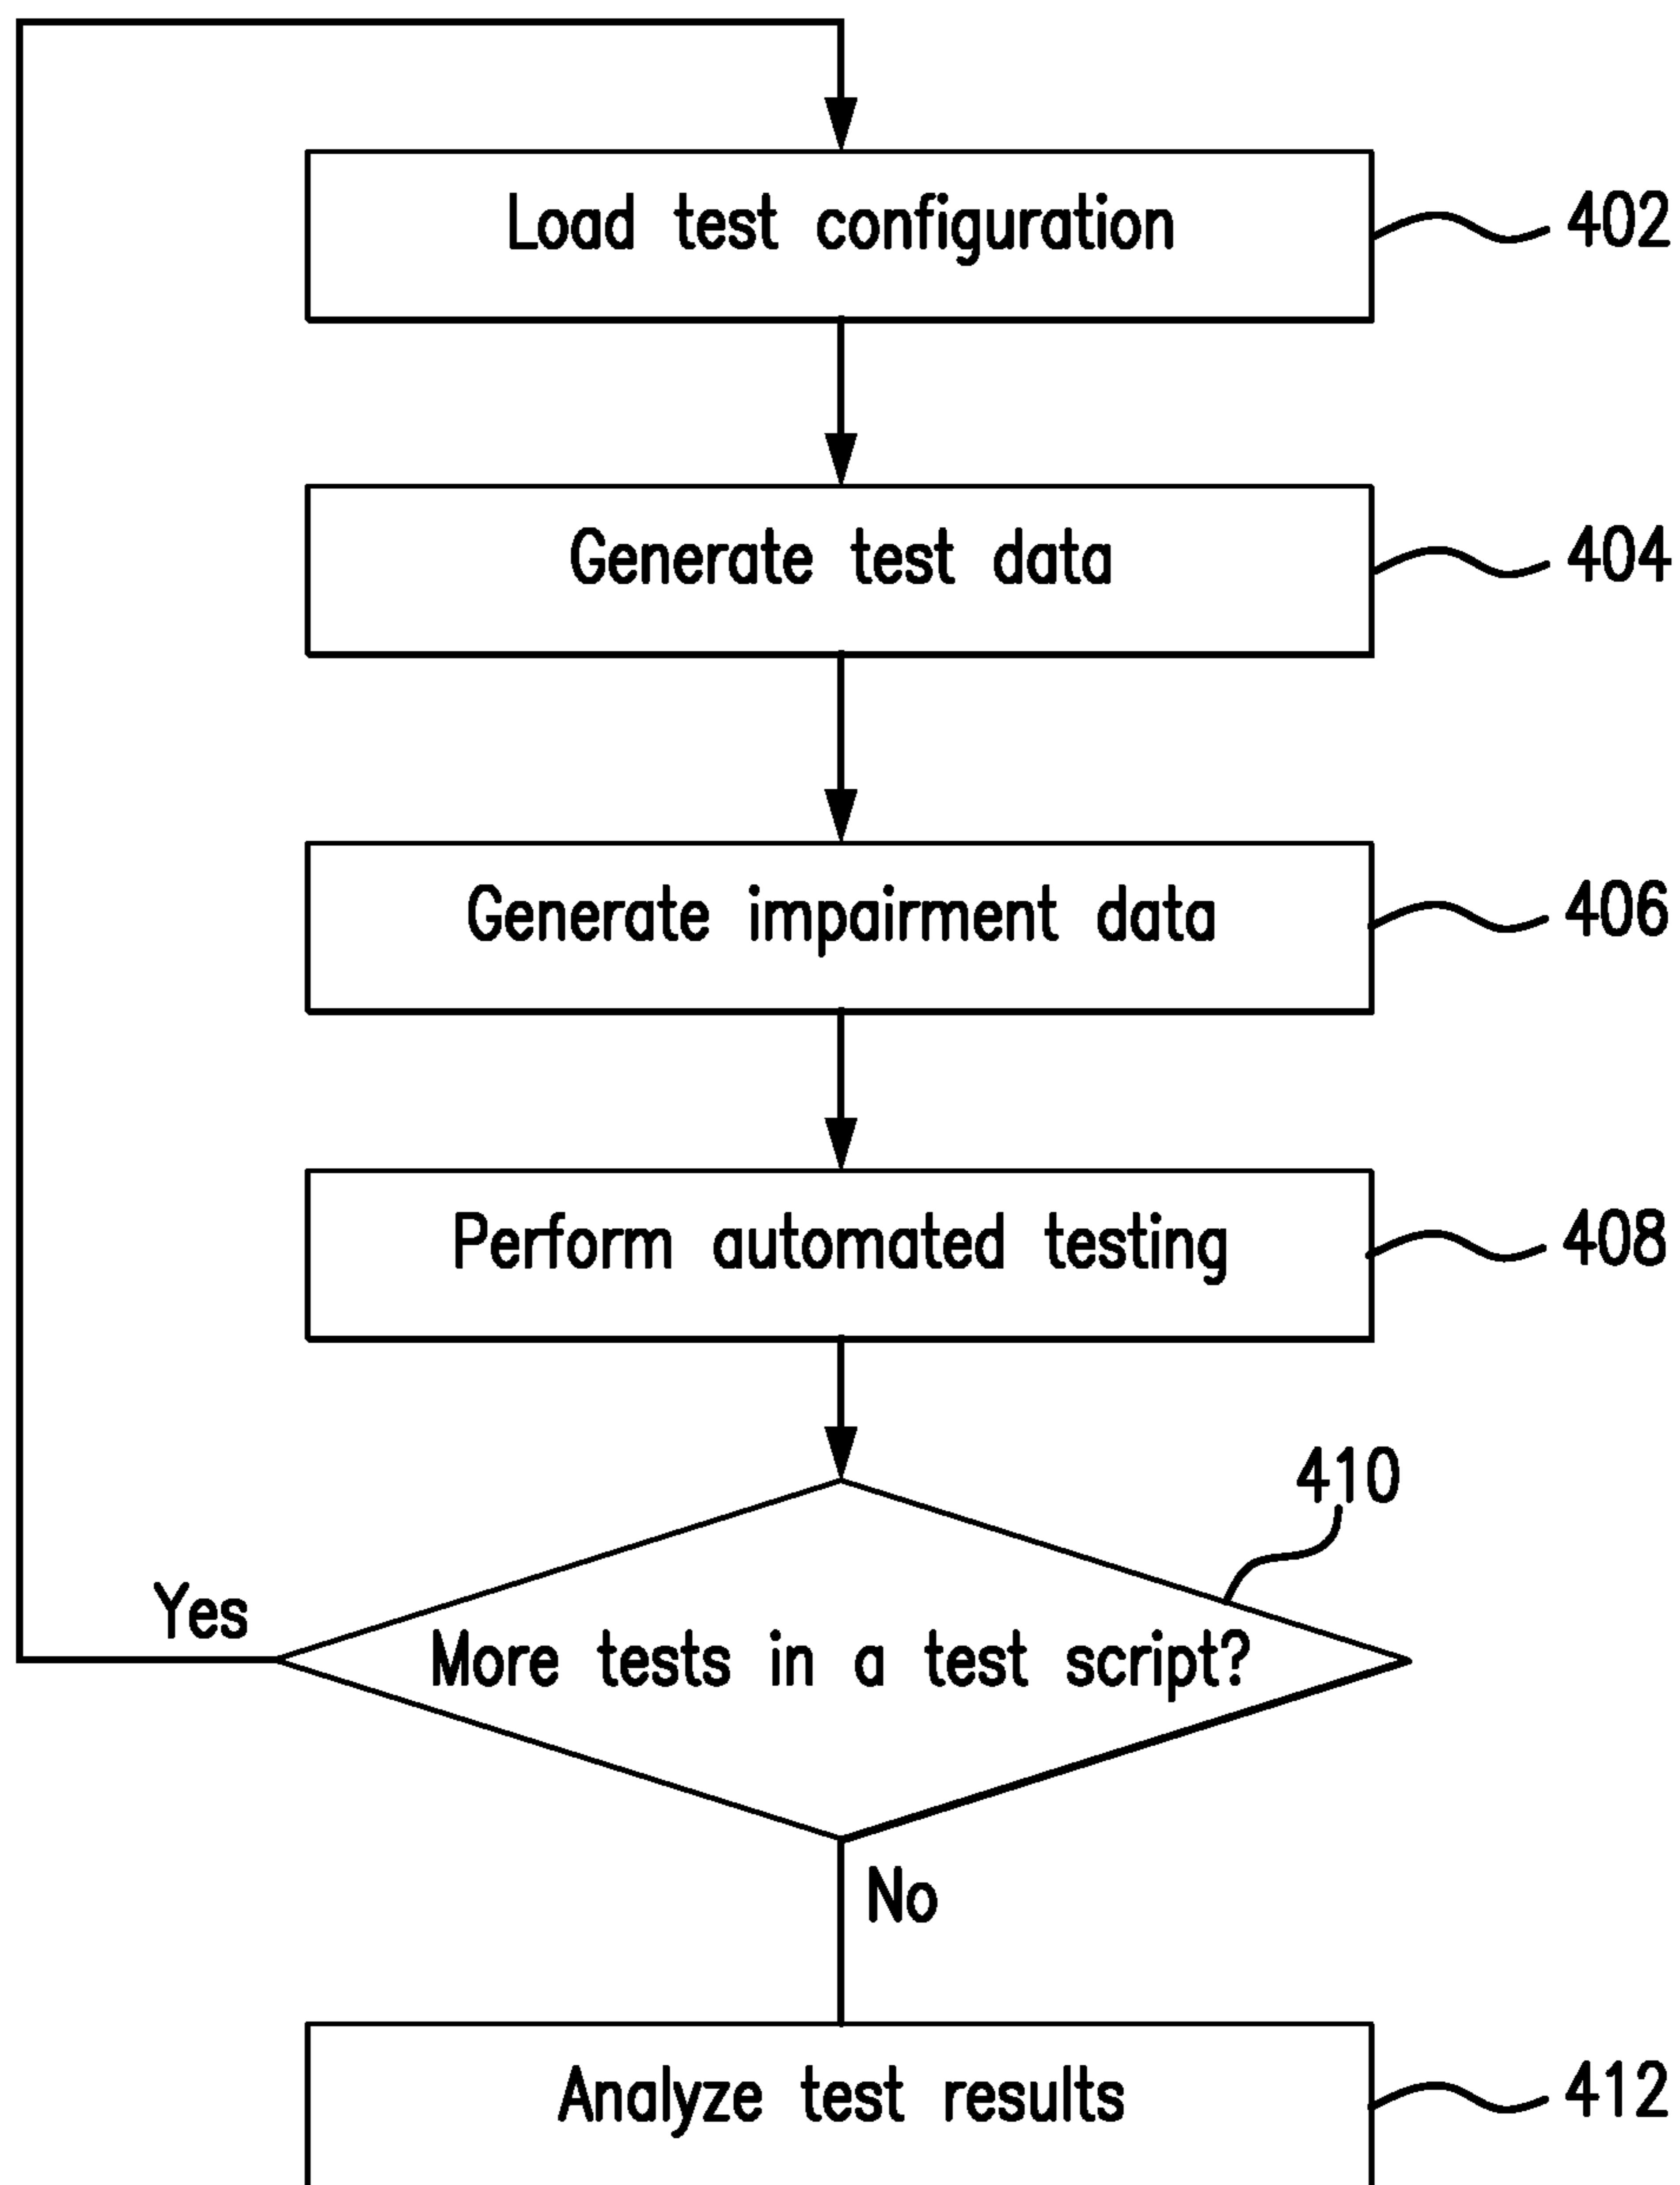 Load test configuration
402
Generate test data
404
Generate impairment data
406
Perform automated testing
408
410
Yes
More tests in a test script?
No
Analyze test results
412